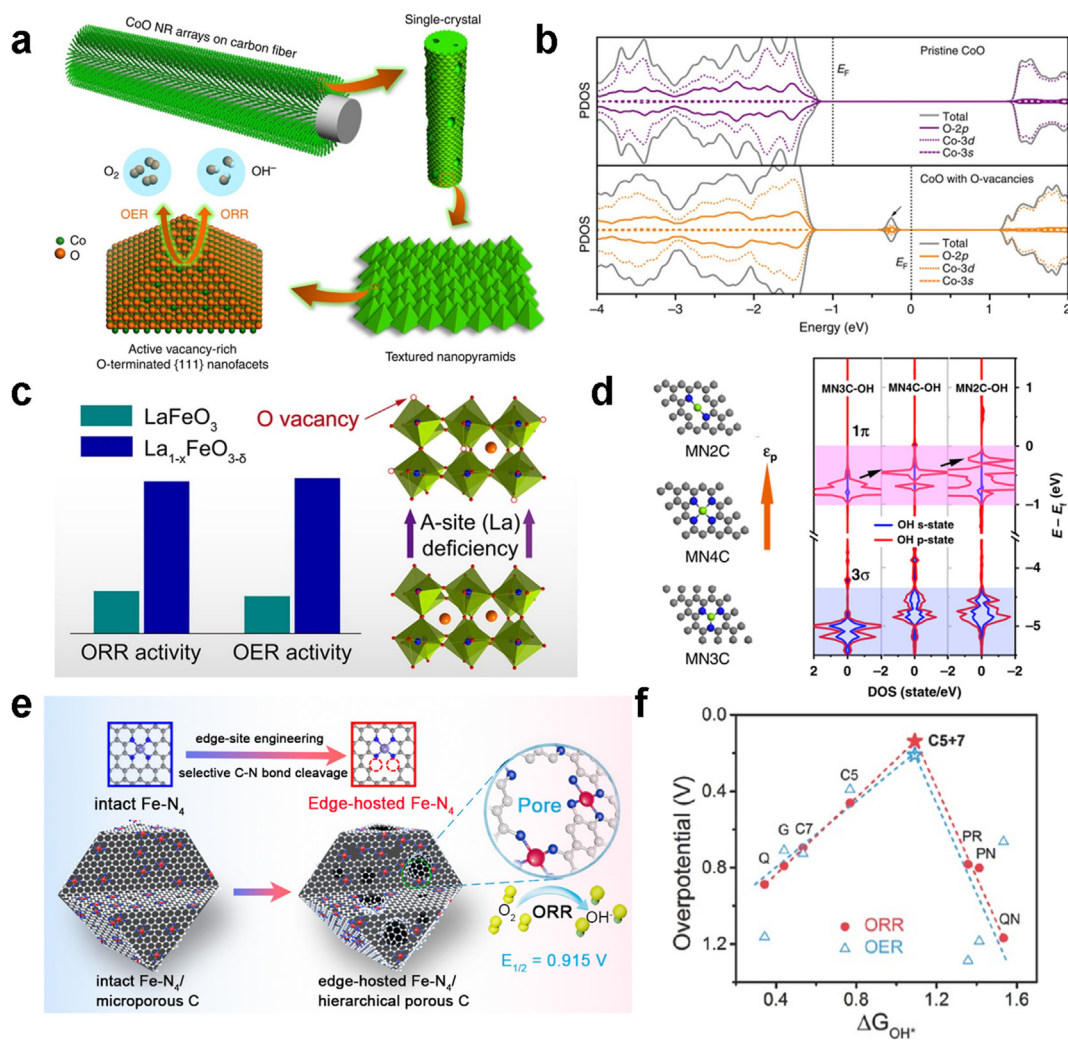 a
CoO NR arrays on carbon fiber
Single-crystal
O2
OH−
OER
ORR
Co
O
Active vacancy-rich
O-terminated {111} nanofacets
Textured nanopyramids
b
Pristine CoO
EF
PDOS
Total
O-2p
Co-3d
Co-3s
CoO with O-vacancies
PDOS
EF
Total
O-2p
Co-3d
Co-3s
−4 −3 −2 −1 0 1 2
Energy (eV)
c
LaFeO3
La1-xFeO3-δ
ORR activity
OER activity
O vacancy
A-site (La)
deficiency
d
MN2C
MN4C
MN3C
εp
MN3C-OH MN4C-OH MN2C-OH
1π
OH s-state
OH p-state
3σ
1
0
−1
−4
−5
E − Ef (eV)
2 0 −2 0 −2 0 −2
DOS (state/eV)
e
intact Fe-N4
edge-site engineering
selective C-N bond cleavage
Edge-hosted Fe-N4
Pore
O2
ORR
OH-
E1/2 = 0.915 V
intact Fe-N4/
microporous C
edge-hosted Fe-N4/
hierarchical porous C
f
0.0
0.4
0.8
1.2
Overpotential (V)
C5+7
C5
G
C7
Q
PR
PN
QN
ORR
OER
0.4 0.8 1.2 1.6
ΔGOH*